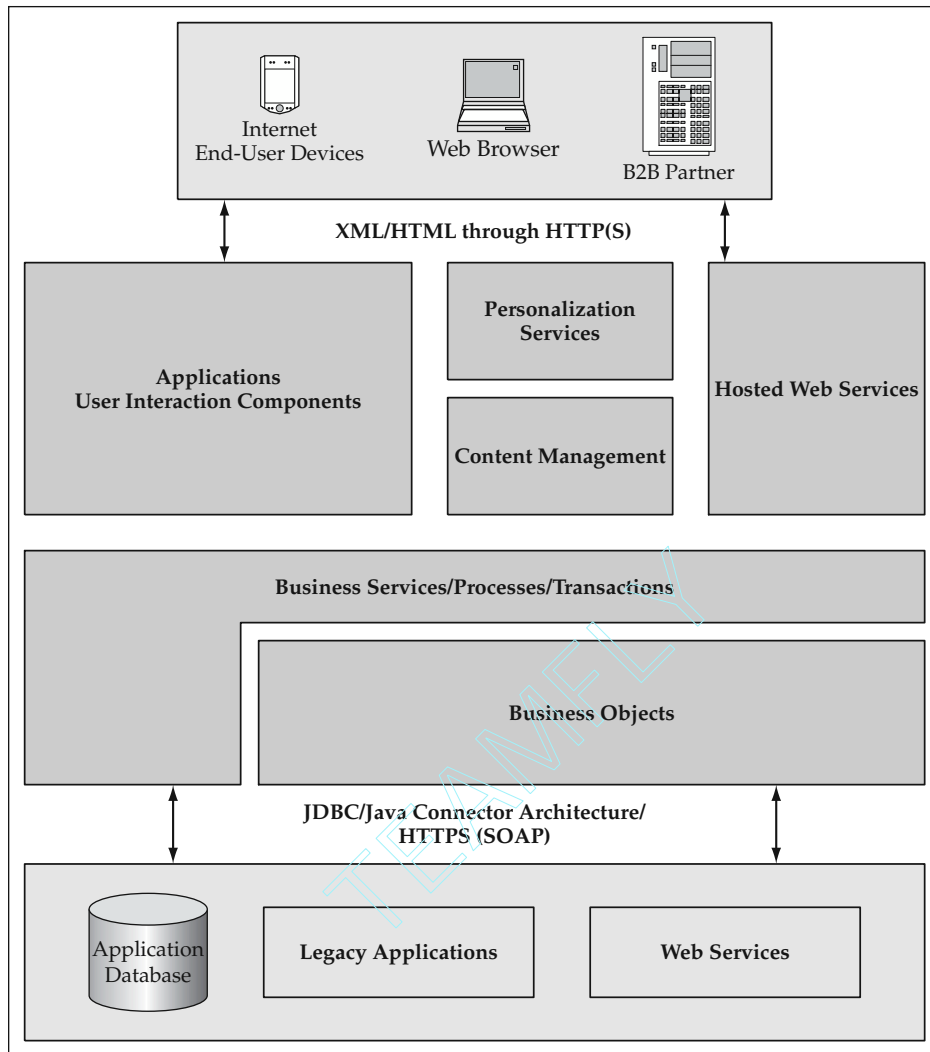 Internet
End-User Devices
Web Browser
B2B Partner
XML/HTML through HTTP(S)
Applications
User Interaction Components
Personalization
Services
Content Management
Hosted Web Services
Business Services/Processes/Transactions
Business Objects
JDBC/Java Connector Architecture/
HTTPS (SOAP)
Application
Database
Legacy Applications
Web Services
TEAMFLY